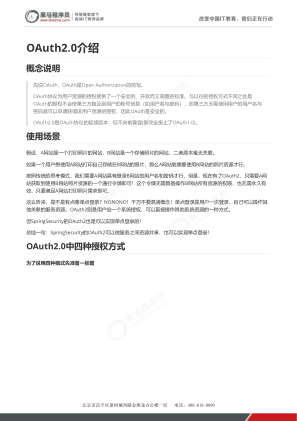 黑马程序员
www.itheima.com
传智播客旗下
高端IT教育品牌
改变中国IT教育，我们正在行动
OAuth2.0介绍
概念说明
先说OAuth，OAuth是Open Authorization的简写。
OAuth协议为用户资源的授权提供了一个安全的、开放而又简易的标准。与以往的授权方式不同之处是
OAuth的授权不会使第三方触及到用户的帐号信息（如用户名与密码），即第三方无需使用用户的用户名与
密码就可以申请获得该用户资源的授权，因此OAuth是安全的。
OAuth2.0是OAuth协议的延续版本，但不向前兼容(即完全废止了OAuth1.0)。
使用场景
假设，A网站是一个打印照片的网站，B网站是一个存储照片的网站，二者原本毫无关联。
如果一个用户想使用A网站打印自己存储在B网站的照片，那么A网站就需要使用B网站的照片资源才行。
按照传统的思考模式，我们需要A网站具有登录B网站的用户名和密码才行，但是，现在有了OAuth2，只需要A网
站获取到使用B网站照片资源的一个通行令牌即可！这个令牌无需具备操作B网站所有资源的权限，也无需永久有
效，只要满足A网站打印照片需求即可。
这么听来，是不是有点像单点登录？NONONO！千万不要混淆概念！单点登录是用户一次登录，自己可以操作其
他关联的服务资源。OAuth2则是用户给一个系统授权，可以直接操作其他系统资源的一种方式。
但SpringSecurity的OAuth2也是可以实现单点登录的！
总结一句：SpringSecurity的OAuth2可以做服务之间资源共享，也可以实现单点登录！
OAuth2.0中四种授权方式
为了说明四种模式先准备一些图
北京市昌平区建材城西路金燕龙办公楼一层 电话：400-618-9090